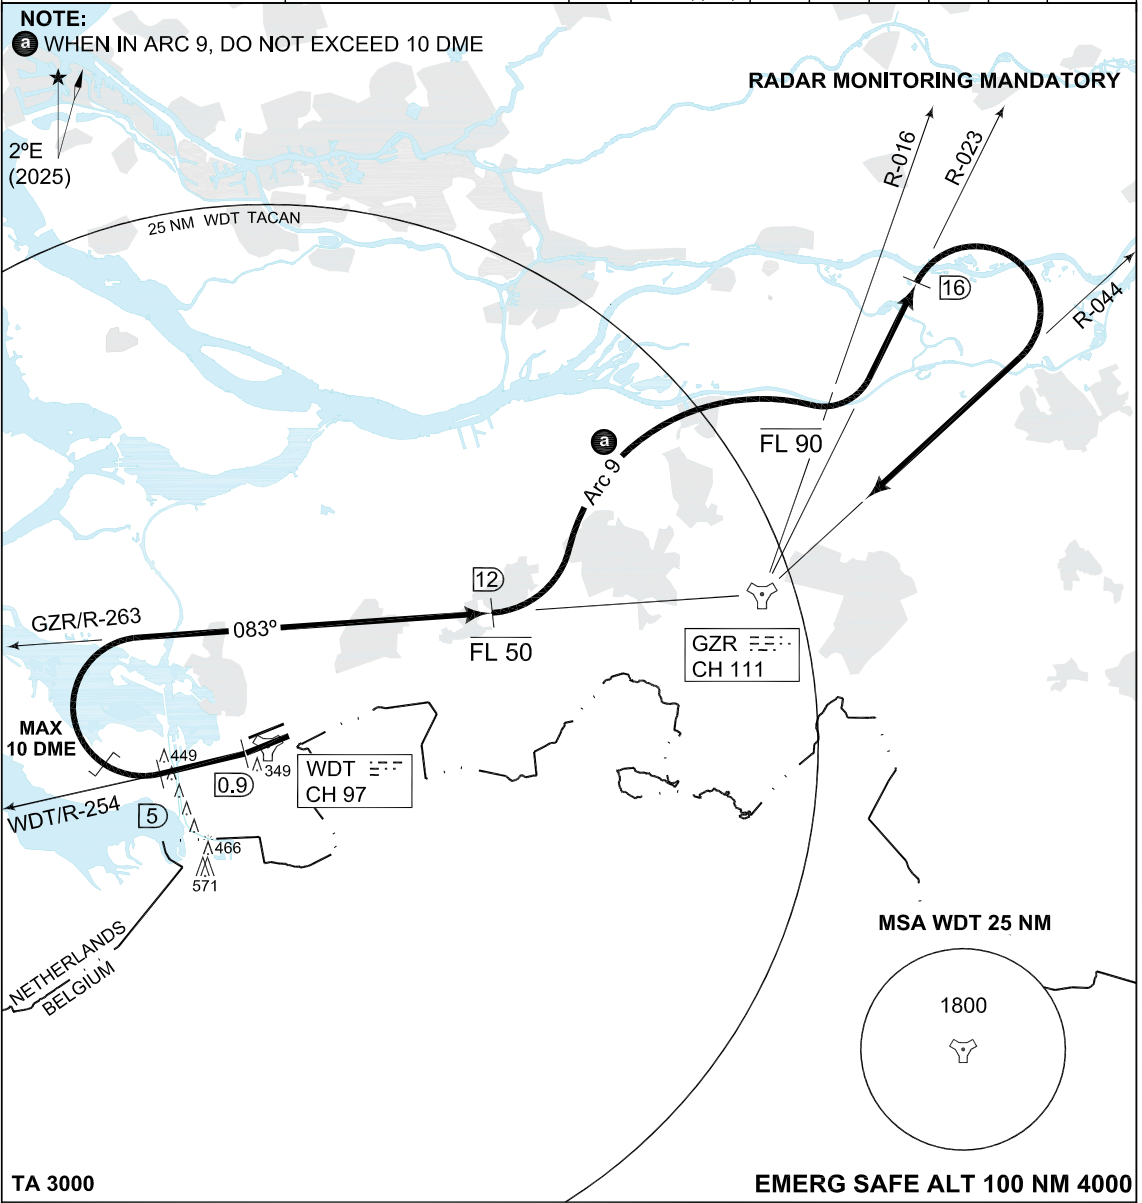 NOTE:
a WHEN IN ARC 9, DO NOT EXCEED 10 DME
RADAR MONITORING MANDATORY
2ºE
(2025)
R-016
R-023
25 NM WDT TACAN
16
R-044
a
FL 90
Arc 9
12
GZR/R-263
083º
FL 50
GZR
CH 111
MAX
10 DME
449
349
WDT
CH 97
0.9
WDT/R-254
5
466
571
NETHERLANDS
BELGIUM
MSA WDT 25 NM
1800
TA 3000
EMERG SAFE ALT 100 NM 4000